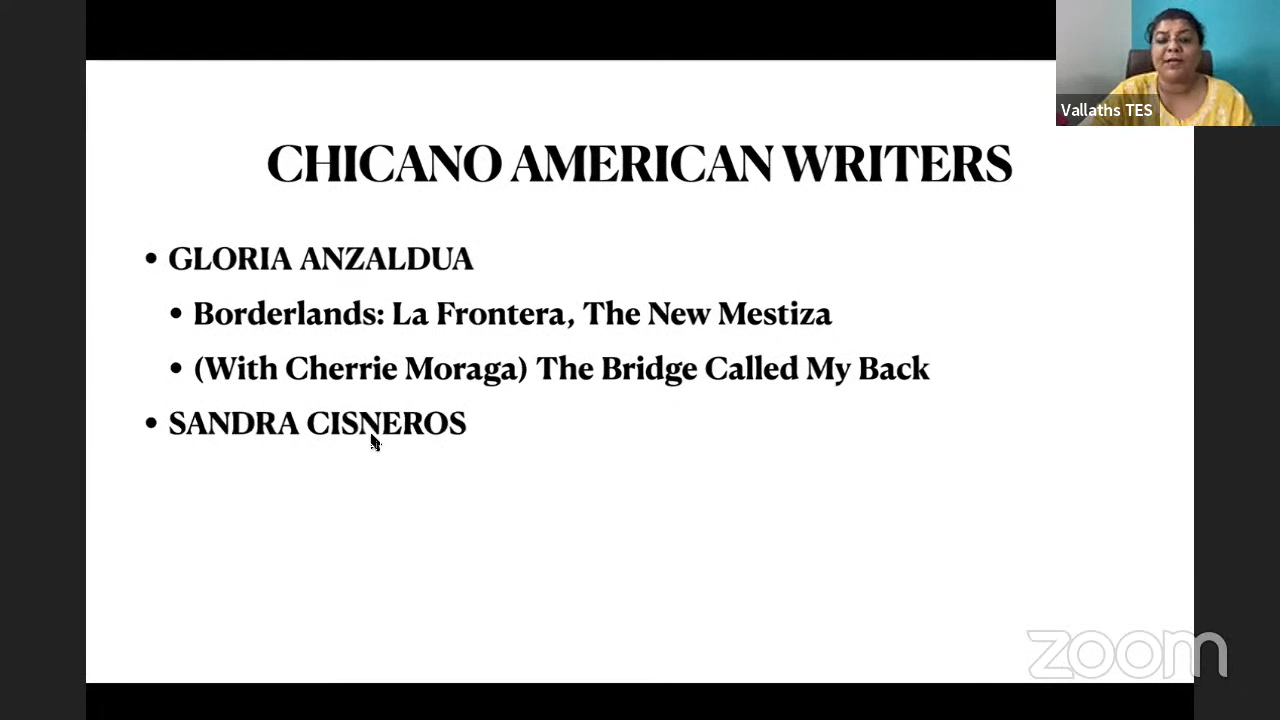 Vallaths TES
CHICANO AMERICAN WRITERS
• GLORIA ANZALDUA
• Borderlands: La Frontera, The New Mestiza
• (With Cherrie Moraga) The Bridge Called My Back
• SANDRA CISNEROS
zoom